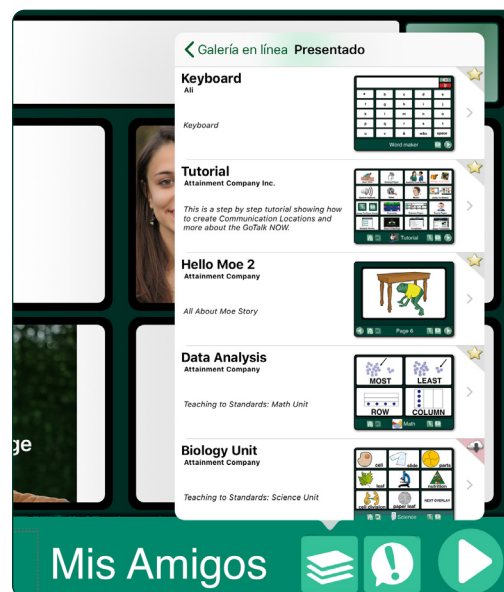 Galería en línea Presentado
Keyboard
Ali
Keyboard
Word maker
Tutorial
Attainment Company Inc.
This is a step by step tutorial showing how
to create Communication Locations and
more about the GoTalk NOW.
Tutorial
Hello Moe 2
Attainment Company
All About Moe Story
Page 6
Data Analysis
Attainment Company
Teaching to Standards: Math Unit
MOST LEAST
ROW COLUMN
Math
Biology Unit
Attainment Company
Teaching to Standards: Science Unit
cell slide parts
leaf nutrition
cell division paper leaf NEXT OVERLAY
Science
ge
Mis Amigos